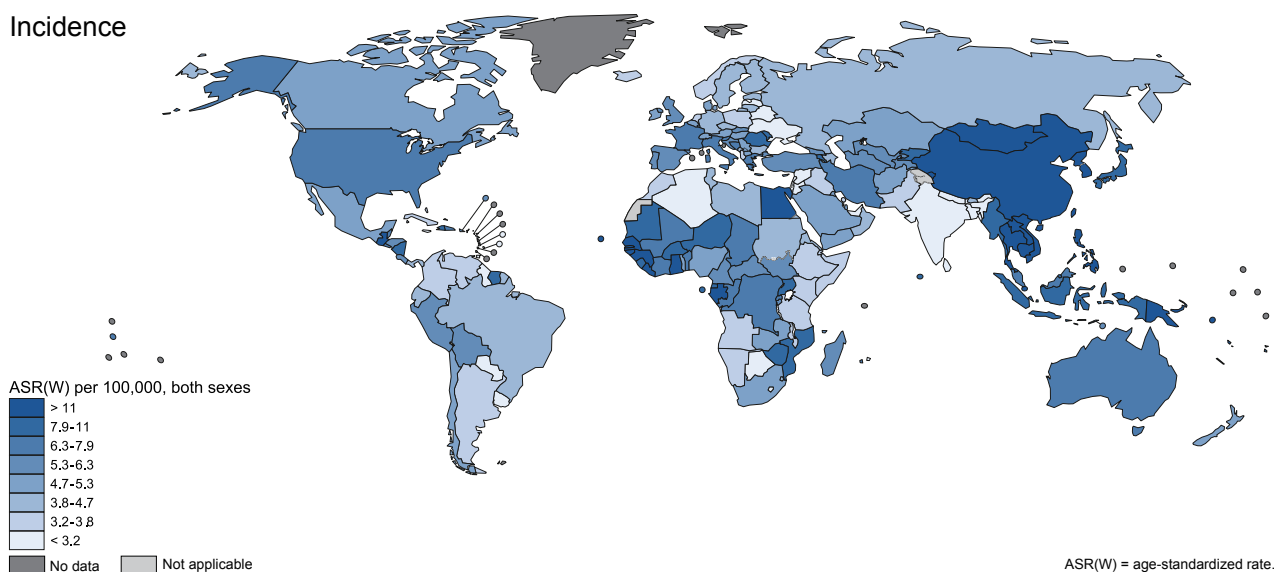 Incidence
ASR(W) per 100,000, both sexes
> 11
7.9-11
6.3-7.9
5.3-6.3
4.7-5.3
3.8-4.7
3.2-3.8
< 3.2
No data
Not applicable
ASR(W) = age-standardized rate.